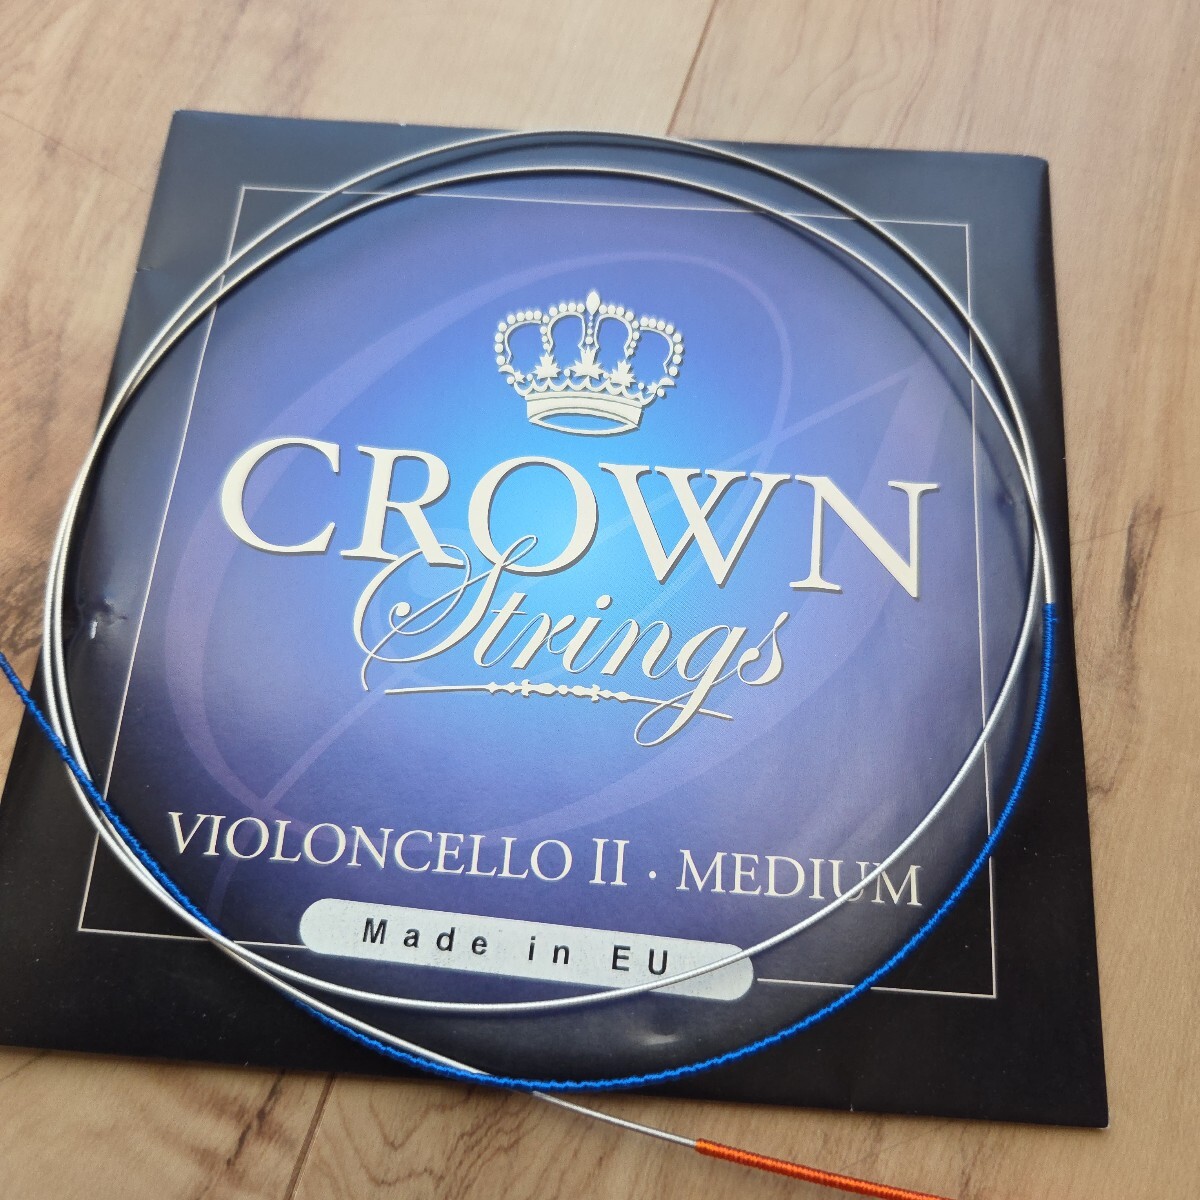 CROWN
Strings
VIOLONCELLO II · MEDIUM
Made in EU